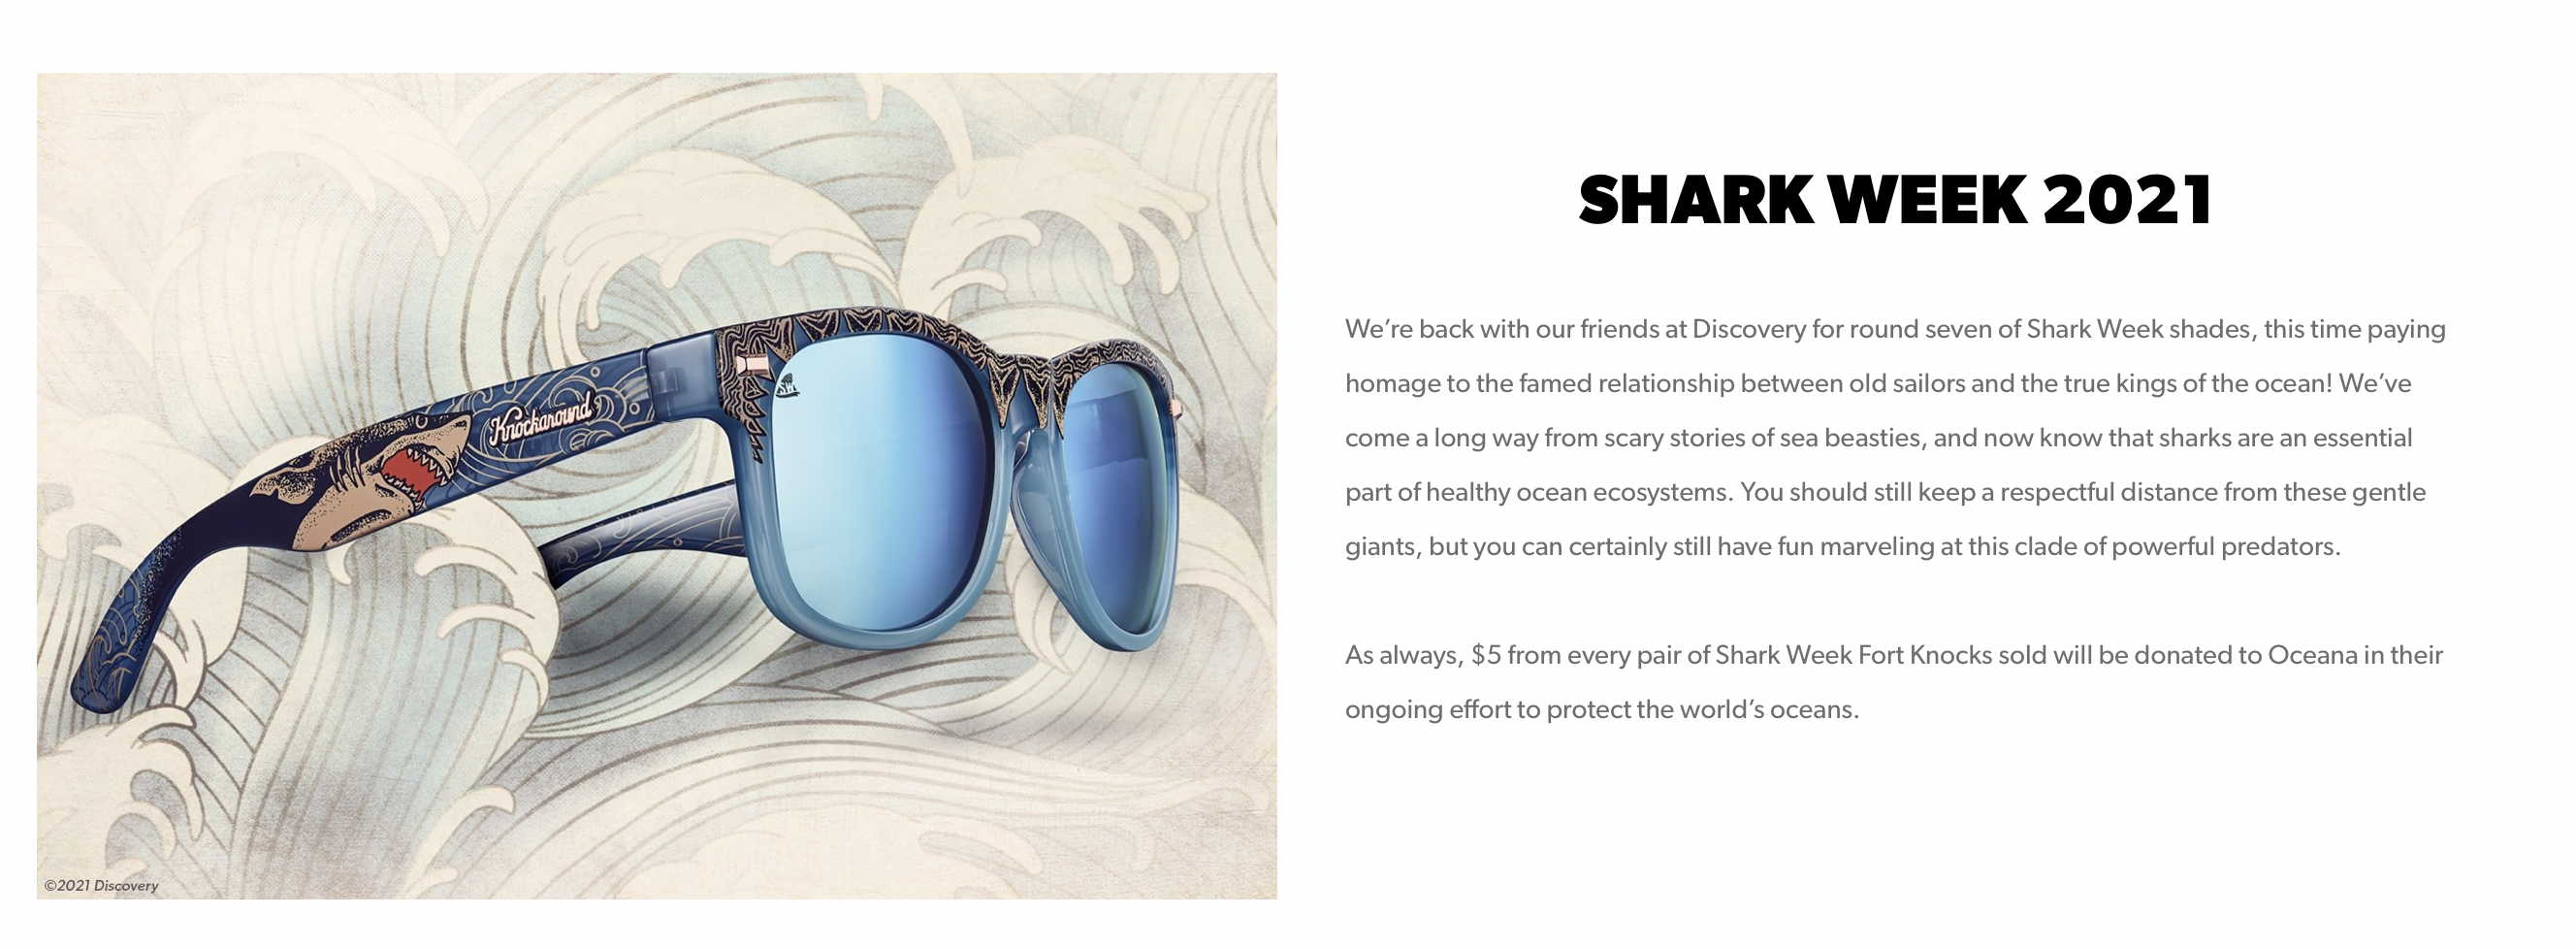 SHARK WEEK 2021
We’re back with our friends at Discovery for round seven of Shark Week shades, this time paying
homage to the famed relationship between old sailors and the true kings of the ocean! We’ve
come a long way from scary stories of sea beasties, and now know that sharks are an essential
part of healthy ocean ecosystems. You should still keep a respectful distance from these gentle
giants, but you can certainly still have fun marveling at this clade of powerful predators.
As always, $5 from every pair of Shark Week Fort Knocks sold will be donated to Oceana in their
ongoing effort to protect the world’s oceans.
Knockaround
SW
©2021 Discovery